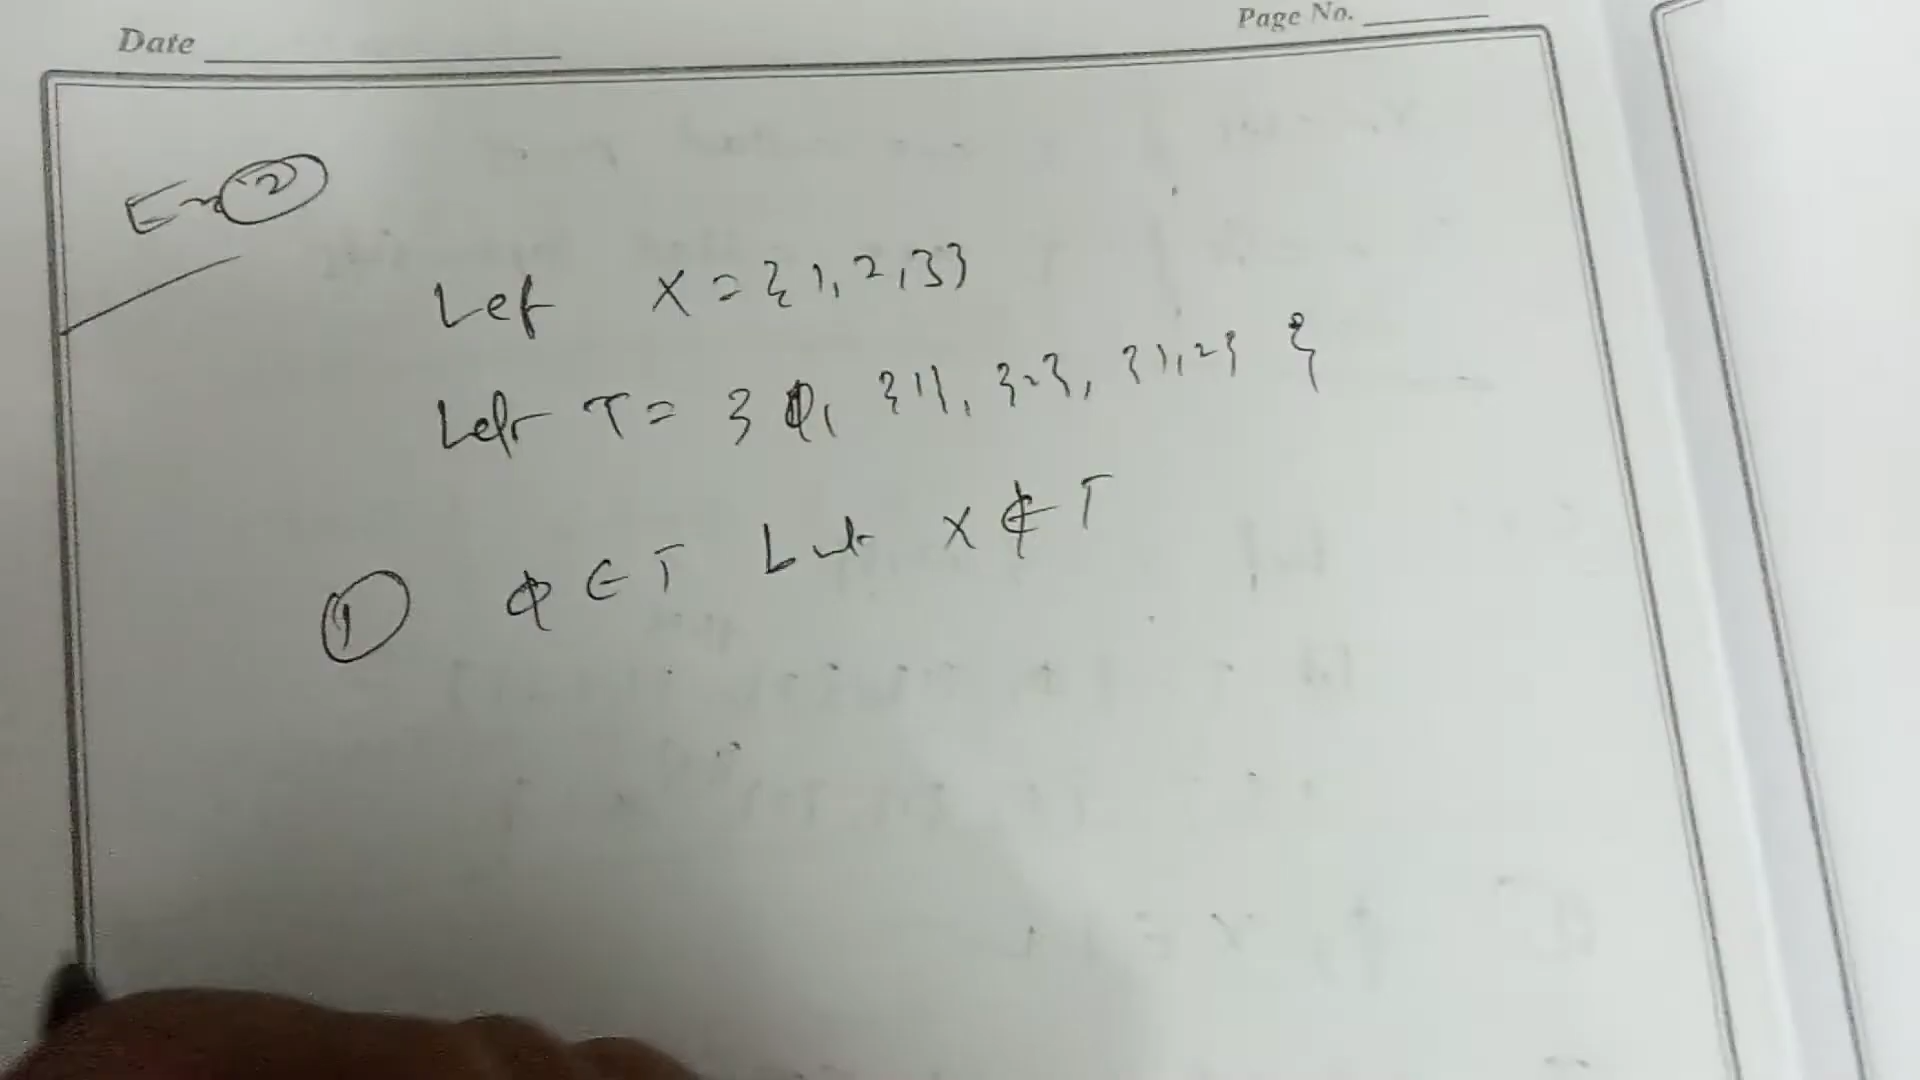 Date
Page No.
Ex ②
Let X = {1, 2, 3}
Let T = { φ, {1}, {2}, {1, 2} }
① φ ∈ T but X ∉ T